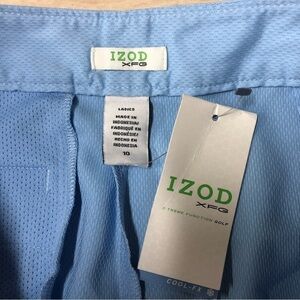 IZOD
XFG
LADIES
MADE IN
INDONESIA/
FABRIQUÉ EN
INDONÉSIE/
HECHO EN
INDONESIA
10
IZOD
XFG
X-TREME FUNCTION GOLF
COOL-FX